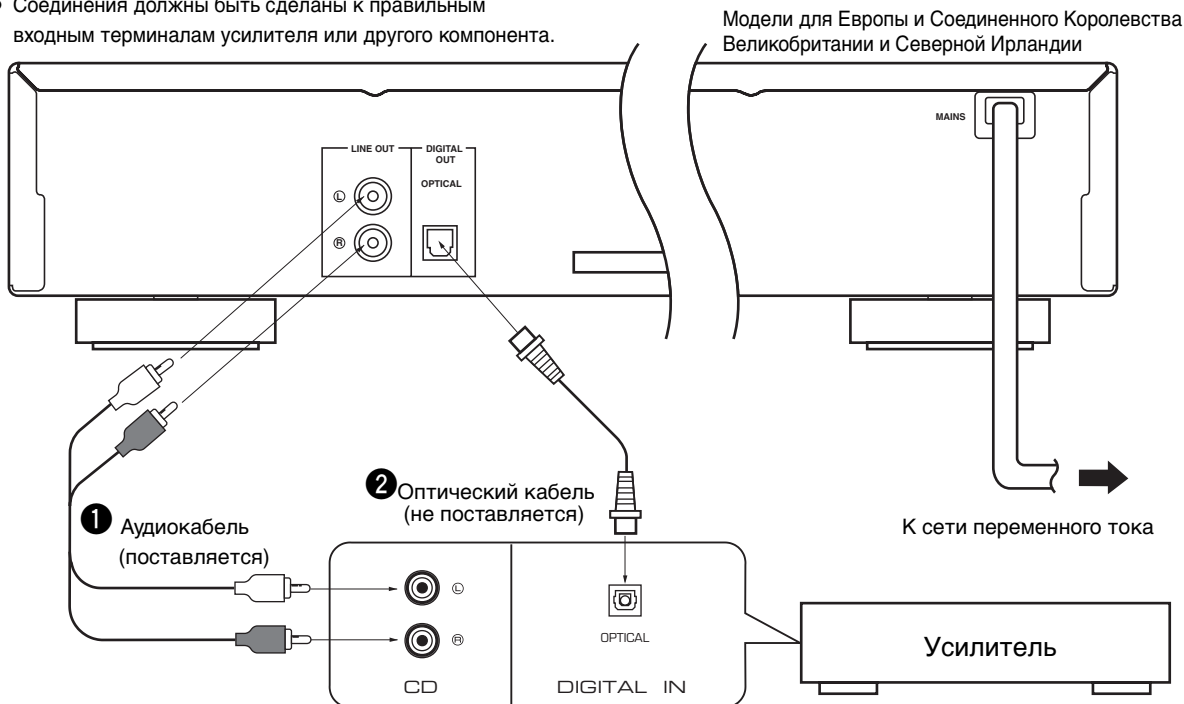 • Соединения должны быть сделаны к правильным
входным терминалам усилителя или другого компонента.
Модели для Европы и Соединенного Королевства
Великобритании и Северной Ирландии
MAINS
LINE OUT
DIGITAL
OUT
OPTICAL
L
R
❷ Оптический кабель
(не поставляется)
❶ Аудиокабель
(поставляется)
К сети переменного тока
L
R
OPTICAL
CD
DIGITAL IN
Усилитель